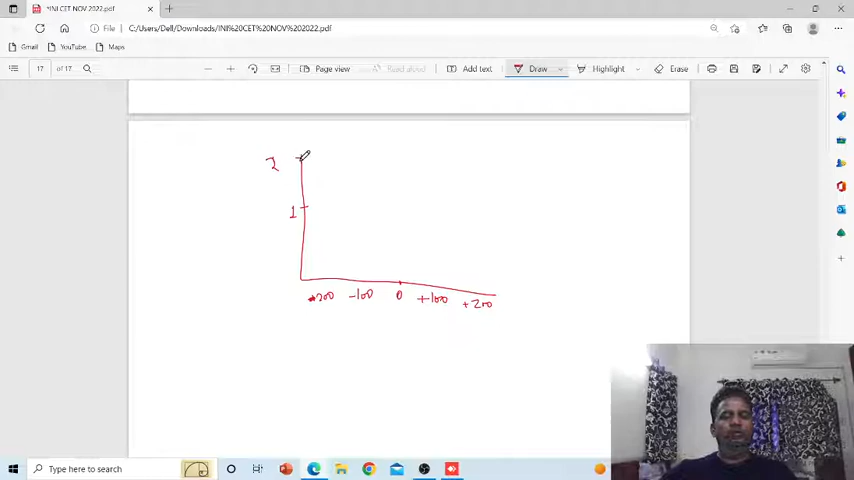 *INI CET NOV 2022.pdf
File C:/Users/Dell/Downloads/INI%20CET%20NOV%202022.pdf
Gmail YouTube Maps
17 of 17 Page view Read aloud Add text Draw Highlight Erase
2
1
-200 -100 0 +100 +200
Type here to search